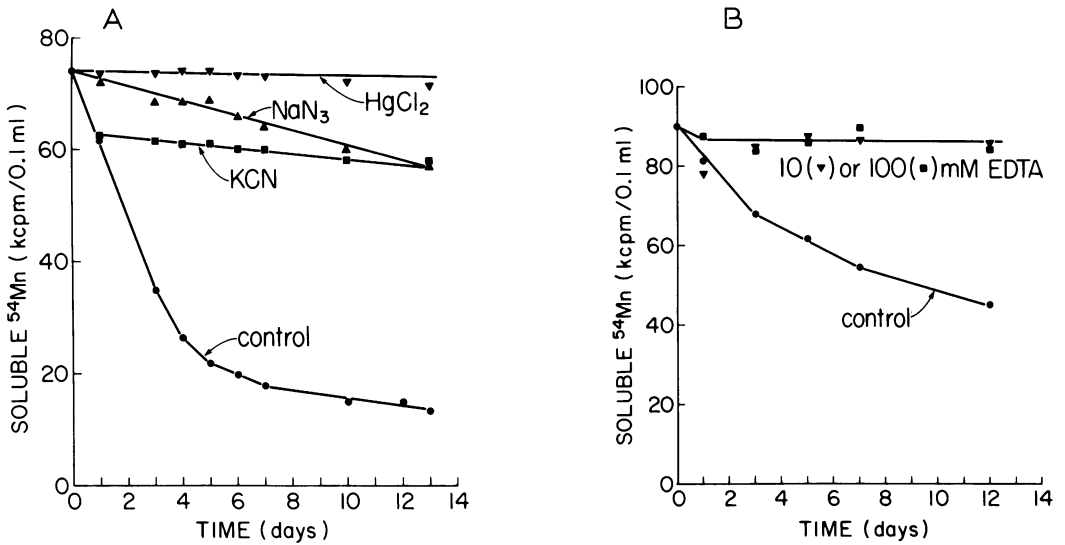 A
80
60
40
20
0
SOLUBLE ⁵⁴Mn (kcpm/0.1 ml)
HgCl₂
NaN₃
KCN
control
0 2 4 6 8 10 12 14
TIME (days)
B
100
80
60
40
20
0
SOLUBLE ⁵⁴Mn (kcpm/0.1 ml)
10(▼) or 100(■)mM EDTA
control
0 2 4 6 8 10 12 14
TIME (days)